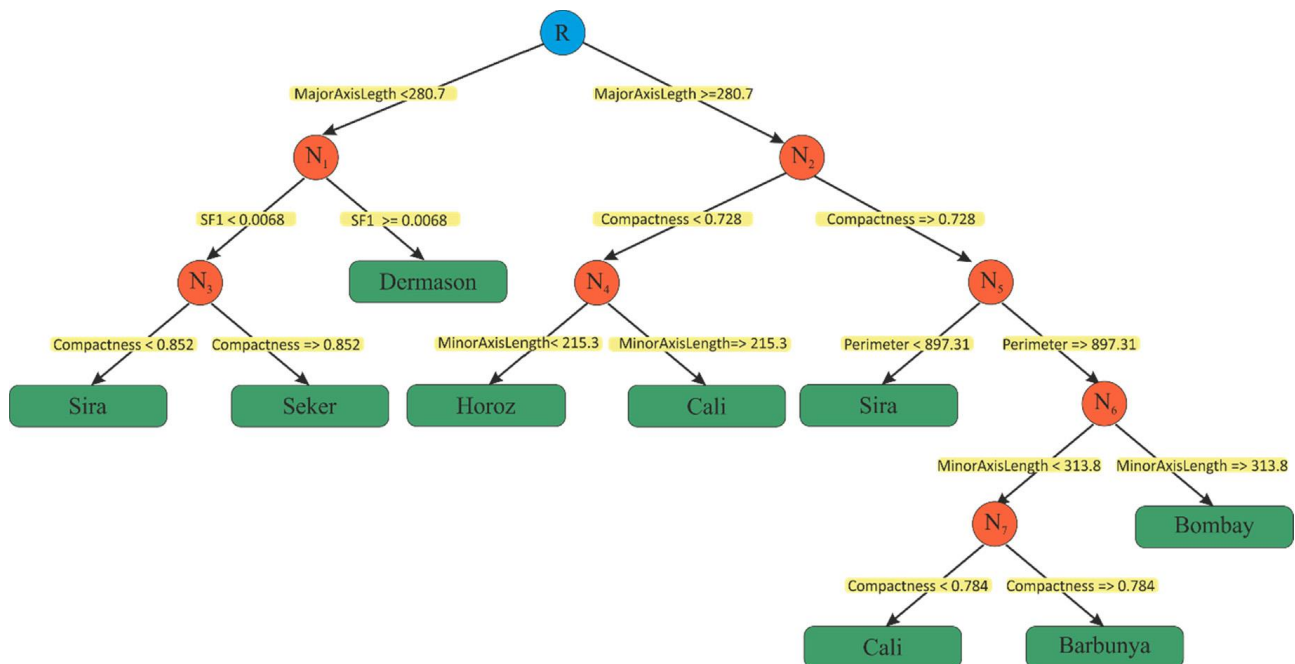 R
MajorAxisLegth <280.7
MajorAxisLegth >=280.7
N1
N2
SF1 < 0.0068
SF1 >= 0.0068
Compactness < 0.728
Compactness => 0.728
N3
Dermason
N4
N5
Compactness < 0.852
Compactness => 0.852
MinorAxisLength< 215.3
MinorAxisLength=> 215.3
Perimeter < 897.31
Perimeter => 897.31
Sira
Seker
Horoz
Cali
Sira
N6
MinorAxisLength < 313.8
MinorAxisLength => 313.8
N7
Bombay
Compactness < 0.784
Compactness => 0.784
Cali
Barbunya